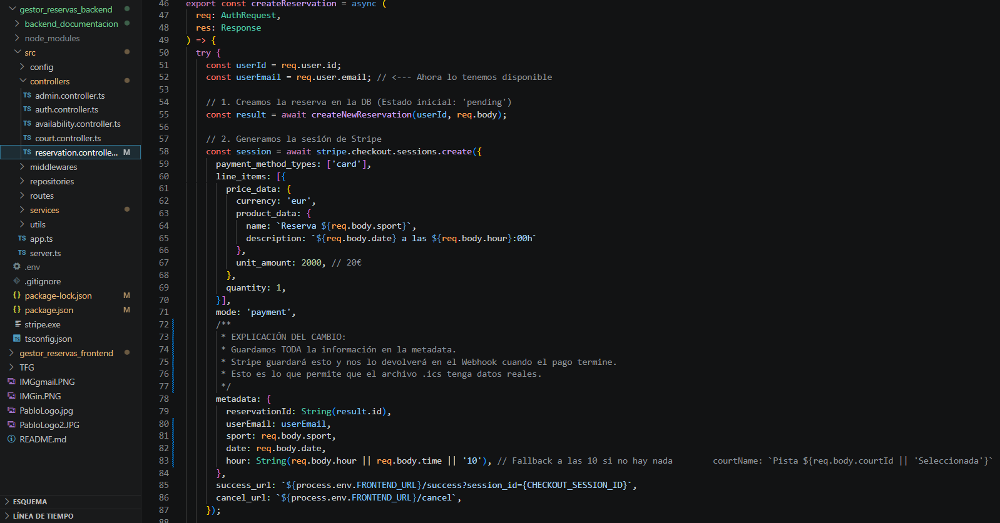 gestor_reservas_backend
backend_documentacion
node_modules
src
config
controllers
TS admin.controller.ts
TS auth.controller.ts
TS availability.controller.ts
TS court.controller.ts
TS reservation.controlle... M
middlewares
repositories
routes
services
utils
TS app.ts
TS server.ts
.env
.gitignore
{} package-lock.json M
{} package.json M
stripe.exe
TS tsconfig.json
gestor_reservas_frontend
TFG
IMGgmail.PNG
IMGin.PNG
PabloLogo.jpg
PabloLogo2.JPG
README.md
ESQUEMA
LÍNEA DE TIEMPO
46 export const createReservation = async (
47 req: AuthRequest,
48 res: Response
49 ) => {
50 try {
51 const userId = req.user.id;
52 const userEmail = req.user.email; // <--- Ahora lo tenemos disponible
53
54 // 1. Creamos la reserva en la DB (Estado inicial: 'pending')
55 const result = await createNewReservation(userId, req.body);
56
57 // 2. Generamos la sesión de Stripe
58 const session = await stripe.checkout.sessions.create({
59 payment_method_types: ['card'],
60 line_items: [{
61 price_data: {
62 currency: 'eur',
63 product_data: {
64 name: `Reserva ${req.body.sport}`,
65 description: `${req.body.date} a las ${req.body.hour}:00h`
66 },
67 unit_amount: 2000, // 20€
68 },
69 quantity: 1,
70 }],
71 mode: 'payment',
72 /**
73 * EXPLICACIÓN DEL CAMBIO:
74 * Guardamos TODA la información en la metadata.
75 * Stripe guardará esto y nos lo devolverá en el Webhook cuando el pago termine.
76 * Esto es lo que permite que el archivo .ics tenga datos reales.
77 */
78 metadata: {
79 reservationId: String(result.id),
80 userEmail: userEmail,
81 sport: req.body.sport,
82 date: req.body.date,
83 hour: String(req.body.hour || req.body.time || '10'), // Fallback a las 10 si no hay nada courtName: `Pista ${req.body.courtId || 'Seleccionada'}`
84 },
85 success_url: `${process.env.FRONTEND_URL}/success?session_id={CHECKOUT_SESSION_ID}`,
86 cancel_url: `${process.env.FRONTEND_URL}/cancel`,
87 });
88